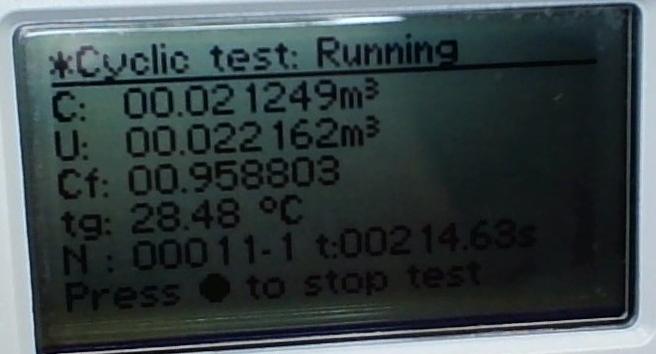 *Cyclic test: Running
C: 00.021249m³
U: 00.022162m³
Cf: 00.958803
tg: 28.48 °C
N : 00011-1 t:00214.63s
Press ● to stop test